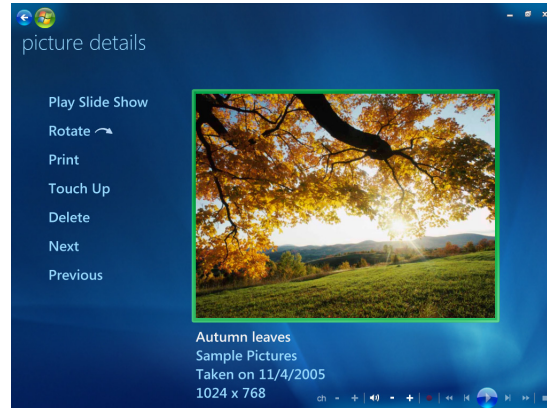 picture details
Play Slide Show
Rotate
Print
Touch Up
Delete
Next
Previous
Autumn leaves
Sample Pictures
Taken on 11/4/2005
1024 x 768
ch - +
- +